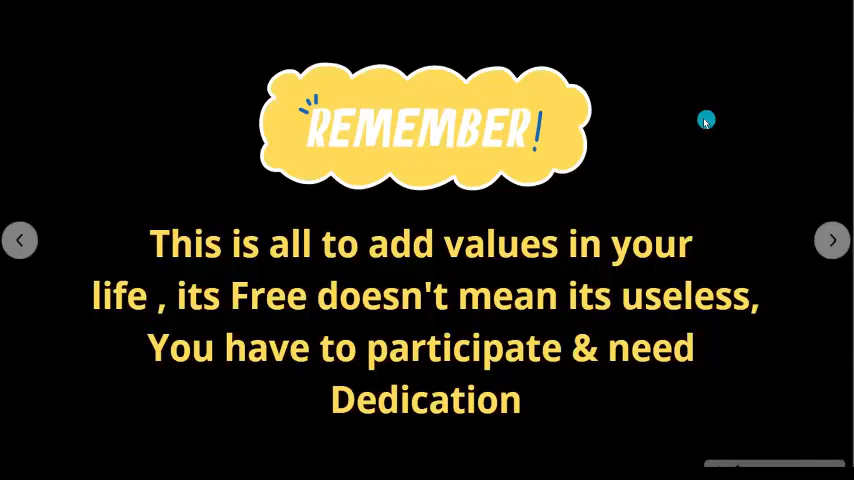 REMEMBER!
This is all to add values in your
life , its Free doesn't mean its useless,
You have to participate & need
Dedication